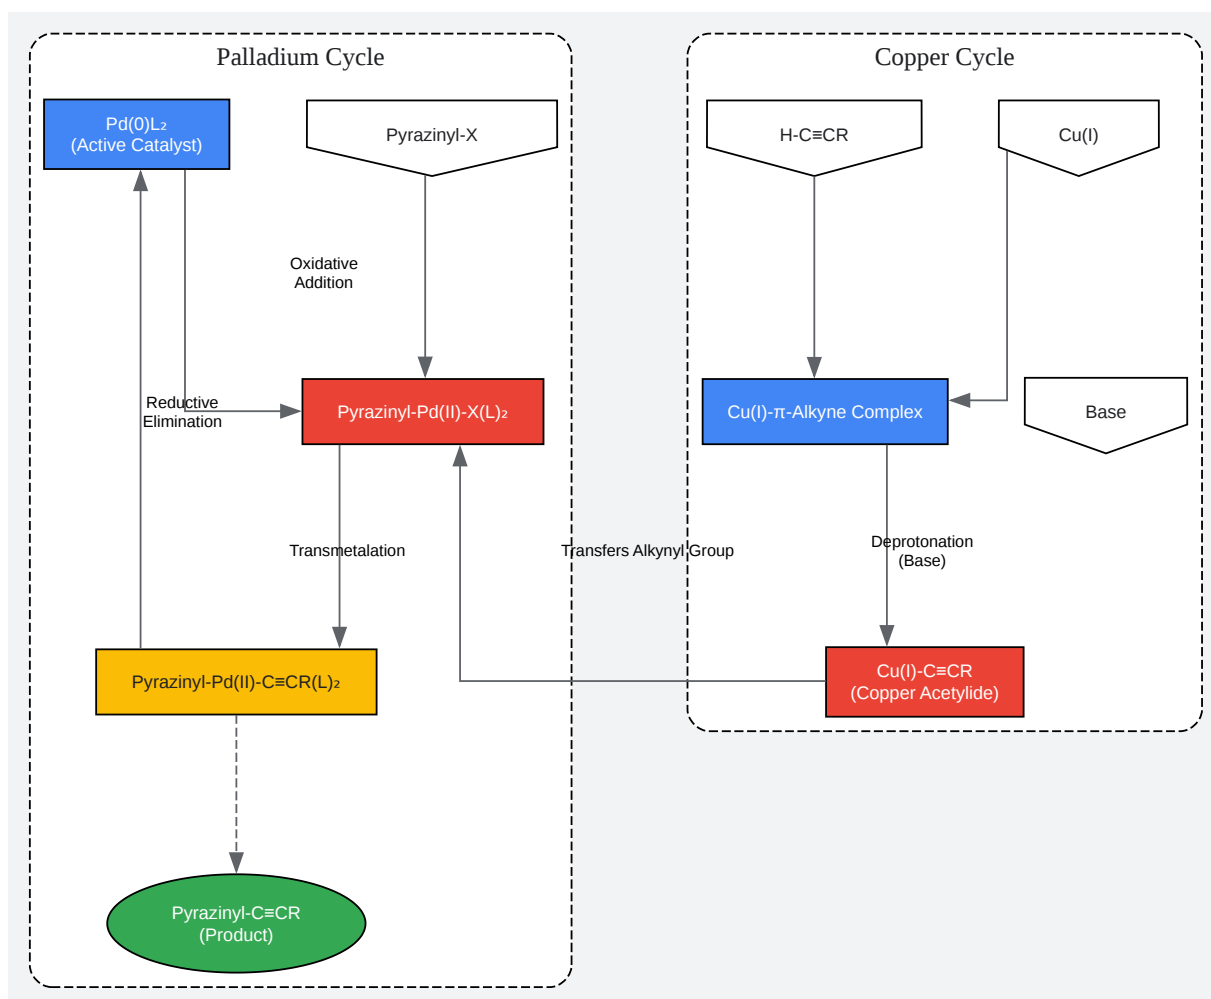 Palladium Cycle
Copper Cycle
Pd(0)L₂
(Active Catalyst)
Pyrazinyl-X
H-C≡CR
Cu(I)
Oxidative
Addition
Reductive
Elimination
Pyrazinyl-Pd(II)-X(L)₂
Cu(I)-π-Alkyne Complex
Base
Transmetalation
Transfers Alkynyl Group
Deprotonation
(Base)
Pyrazinyl-Pd(II)-C≡CR(L)₂
Cu(I)-C≡CR
(Copper Acetylide)
Pyrazinyl-C≡CR
(Product)